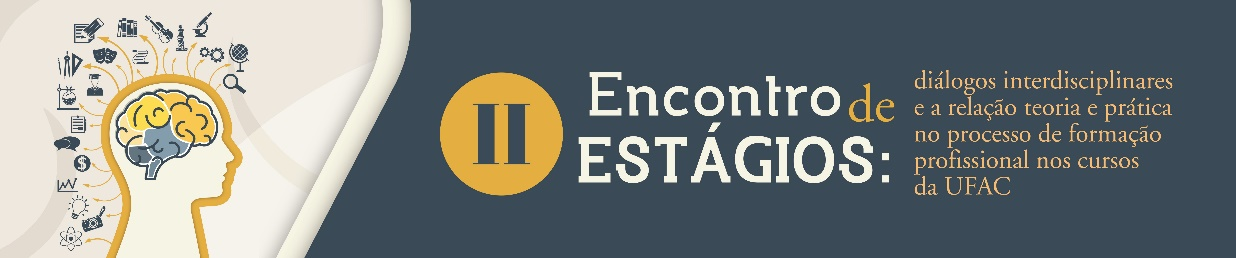 II
Encontro de
ESTÁGIOS:
diálogos interdisciplinares
e a relação teoria e prática
no processo de formação
profissional nos cursos
da UFAC
$